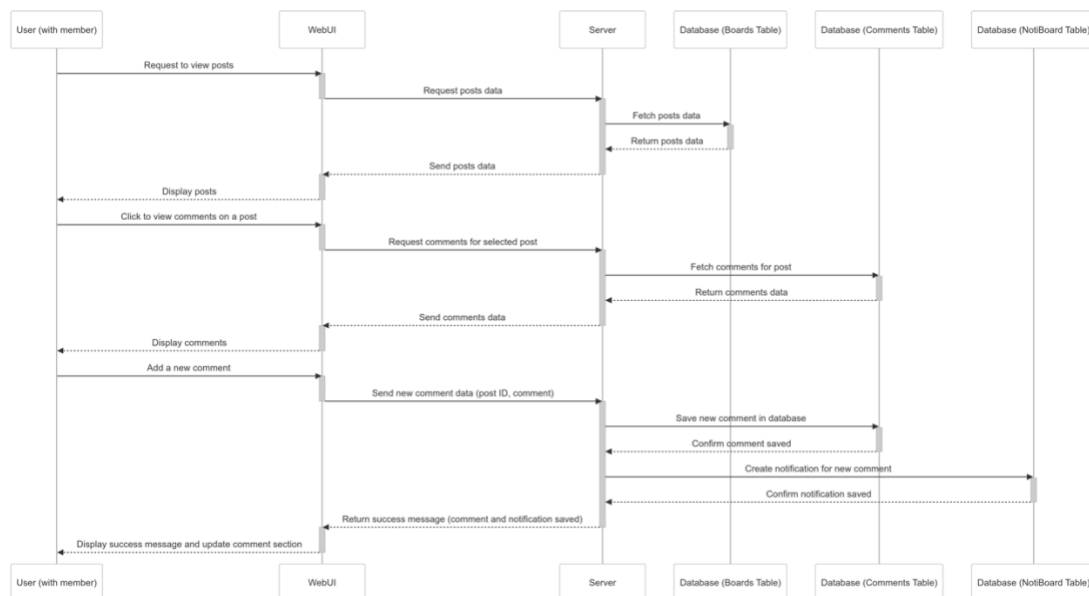 User (with member)
WebUI
Server
Database (Boards Table)
Database (Comments Table)
Database (NotiBoard Table)
Request to view posts
Request posts data
Fetch posts data
Return posts data
Send posts data
Display posts
Click to view comments on a post
Request comments for selected post
Fetch comments for post
Return comments data
Send comments data
Display comments
Add a new comment
Send new comment data (post ID, comment)
Save new comment in database
Confirm comment saved
Create notification for new comment
Confirm notification saved
Return success message (comment and notification saved)
Display success message and update comment section
User (with member)
WebUI
Server
Database (Boards Table)
Database (Comments Table)
Database (NotiBoard Table)